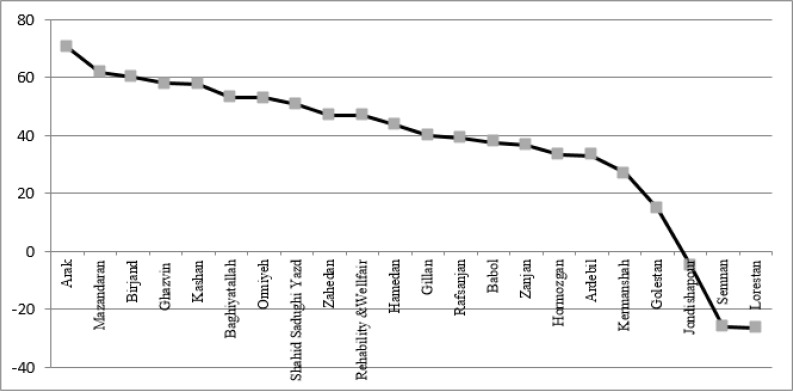 80
60
40
20
0
-20
-40
Arak
Mazandaran
Birjand
Ghazvin
Kashan
Baghiyatallah
Ormiyeh
Shahid Sadughi Yazd
Zahedan
Rehability &Wellfair
Hamedan
Gillan
Rafsanjan
Babol
Zanjan
Hormozgan
Ardebil
Kermanshah
Golestan
Jondishapour
Semnan
Lorestan